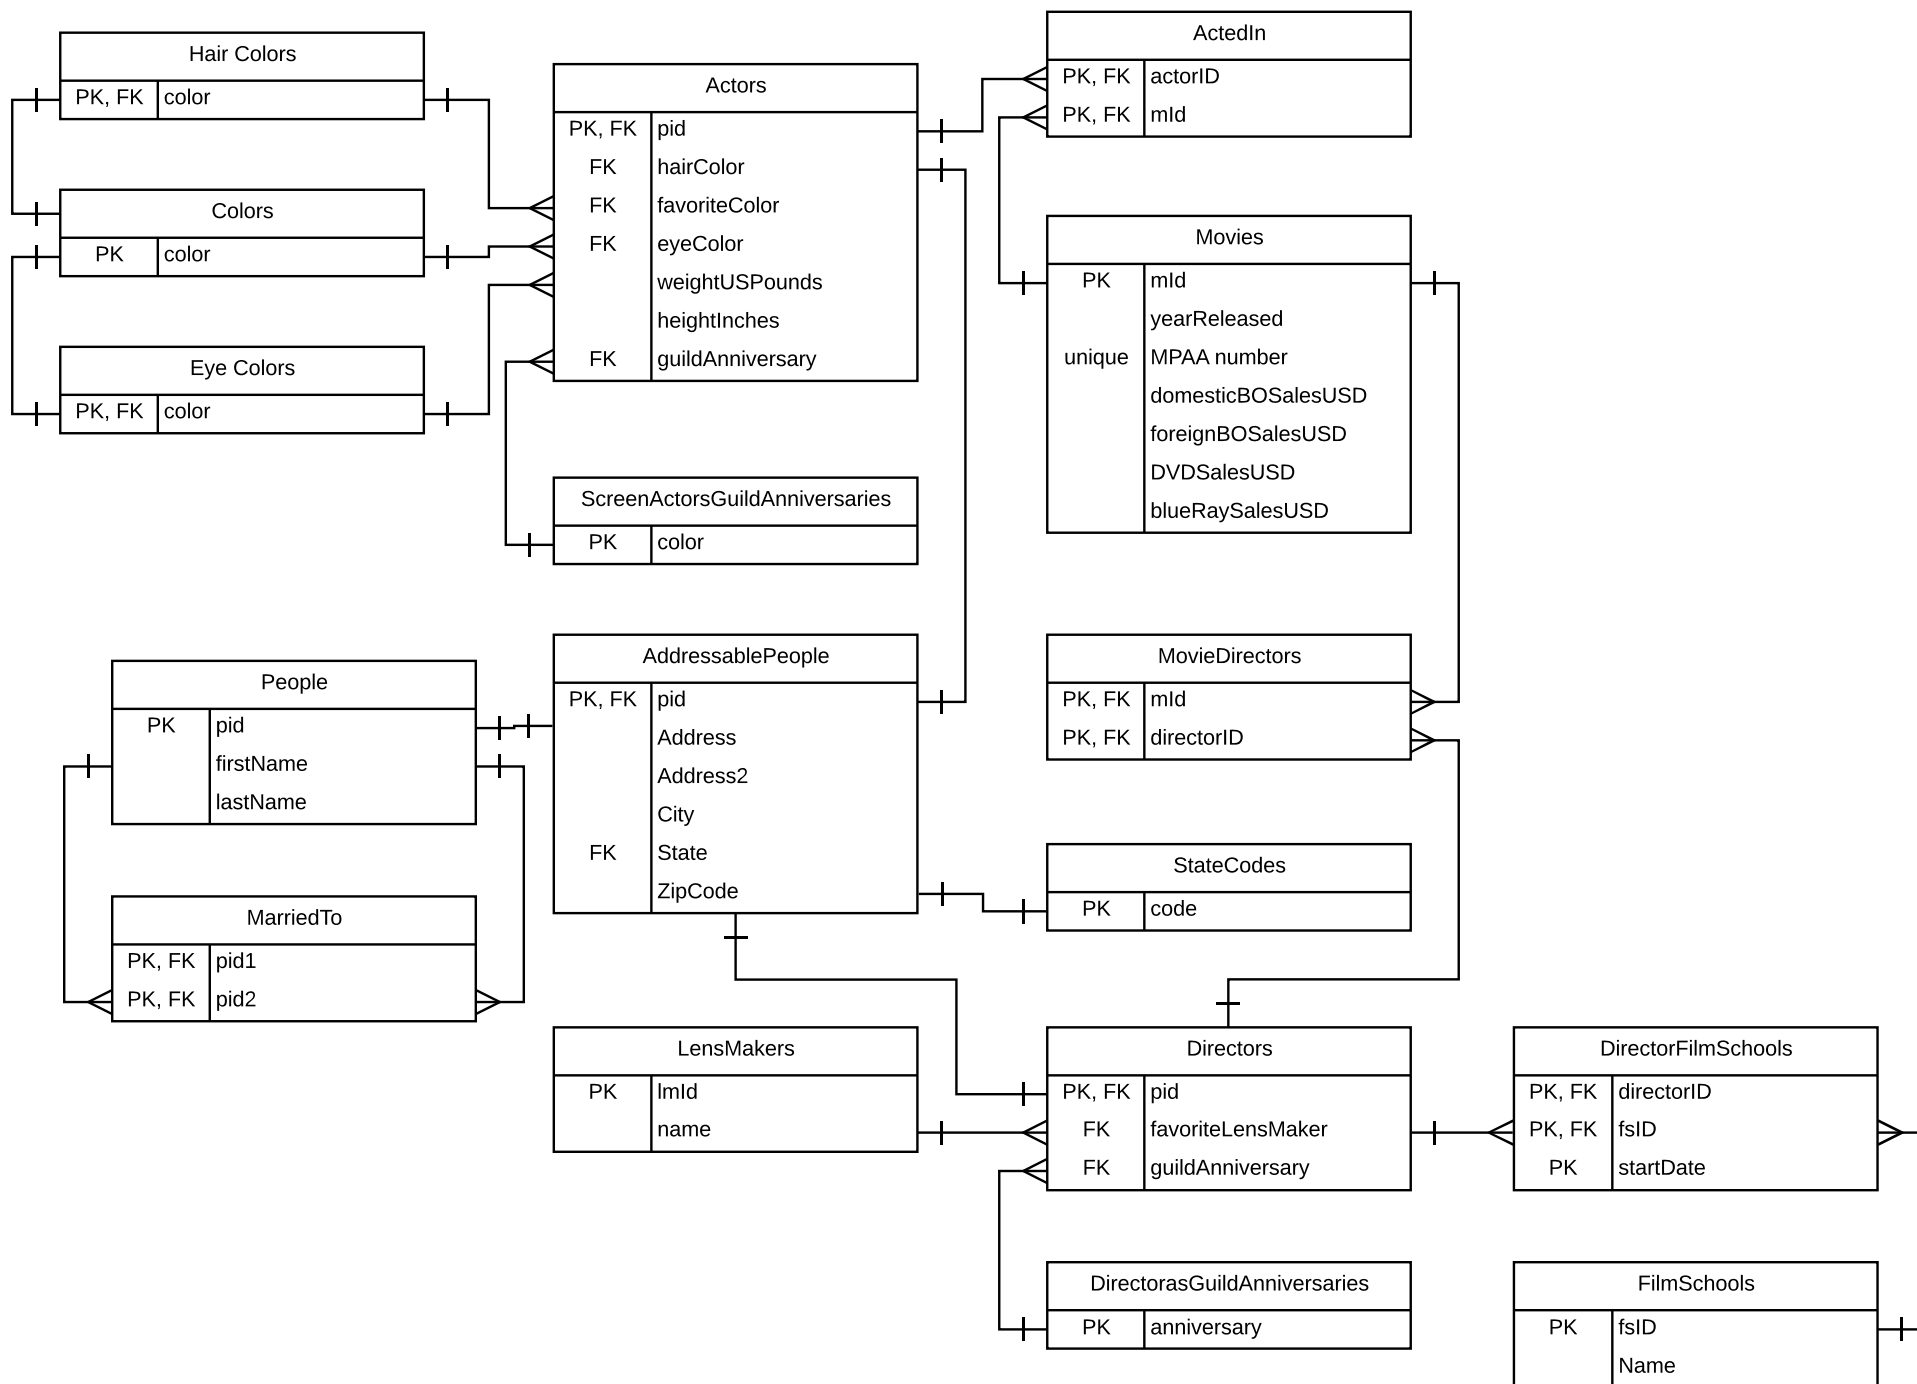 Hair Colors
PK, FK color
Colors
PK color
Eye Colors
PK, FK color
Actors
PK, FK pid
FK hairColor
FK favoriteColor
FK eyeColor
weightUSPounds
heightInches
FK guildAnniversary
ScreenActorsGuildAnniversaries
PK color
ActedIn
PK, FK actorID
PK, FK mId
Movies
PK mId
yearReleased
unique MPAA number
domesticBOSalesUSD
foreignBOSalesUSD
DVDSalesUSD
blueRaySalesUSD
People
PK pid
firstName
lastName
MarriedTo
PK, FK pid1
PK, FK pid2
AddressablePeople
PK, FK pid
Address
Address2
City
FK State
ZipCode
MovieDirectors
PK, FK mId
PK, FK directorID
StateCodes
PK code
LensMakers
PK lmId
name
Directors
PK, FK pid
FK favoriteLensMaker
FK guildAnniversary
DirectorFilmSchools
PK, FK directorID
PK, FK fsID
PK startDate
DirectorasGuildAnniversaries
PK anniversary
FilmSchools
PK fsID
Name